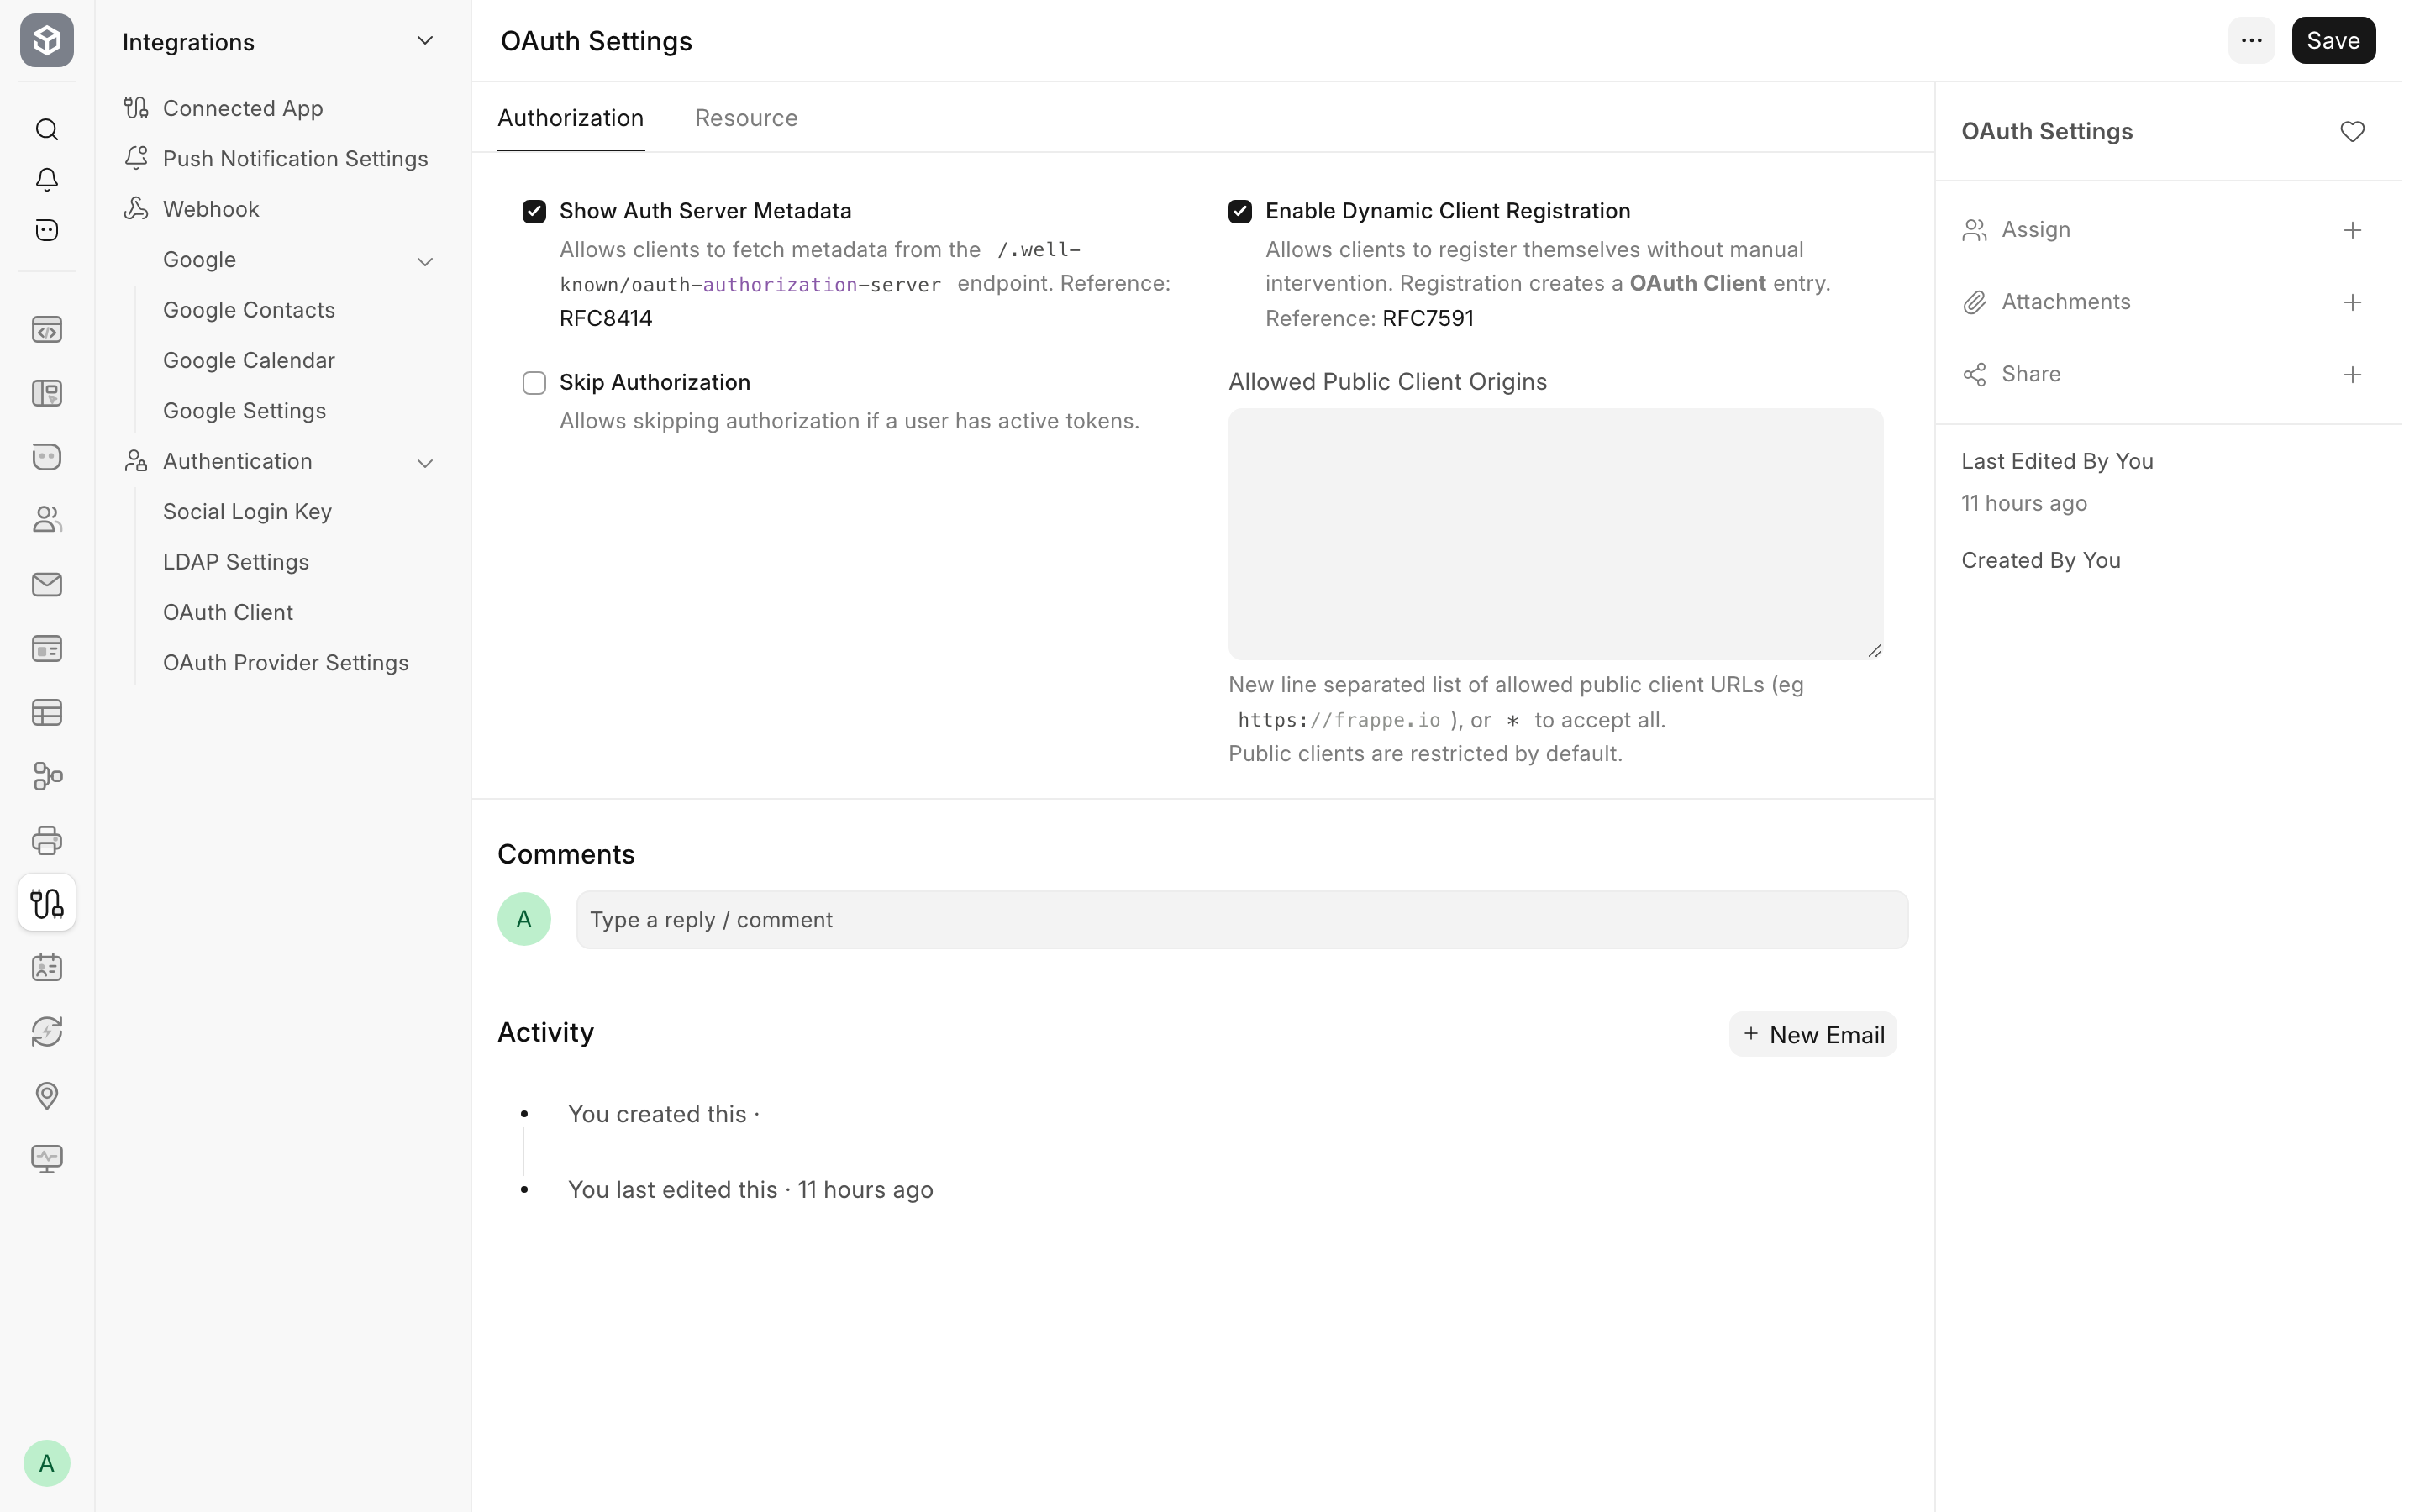 Integrations
Connected App
Push Notification Settings
Webhook
Google
Google Contacts
Google Calendar
Google Settings
Authentication
Social Login Key
LDAP Settings
OAuth Client
OAuth Provider Settings
A
OAuth Settings
Save
Authorization
Resource
Show Auth Server Metadata
Allows clients to fetch metadata from the /.well-
known/oauth-authorization-server endpoint. Reference:
RFC8414
Skip Authorization
Allows skipping authorization if a user has active tokens.
Enable Dynamic Client Registration
Allows clients to register themselves without manual
intervention. Registration creates a OAuth Client entry.
Reference: RFC7591
Allowed Public Client Origins
New line separated list of allowed public client URLs (eg
https://frappe.io ), or * to accept all.
Public clients are restricted by default.
Comments
A
Type a reply / comment
Activity
New Email
You created this ·
You last edited this · 11 hours ago
OAuth Settings
Assign
Attachments
Share
Last Edited By You
11 hours ago
Created By You